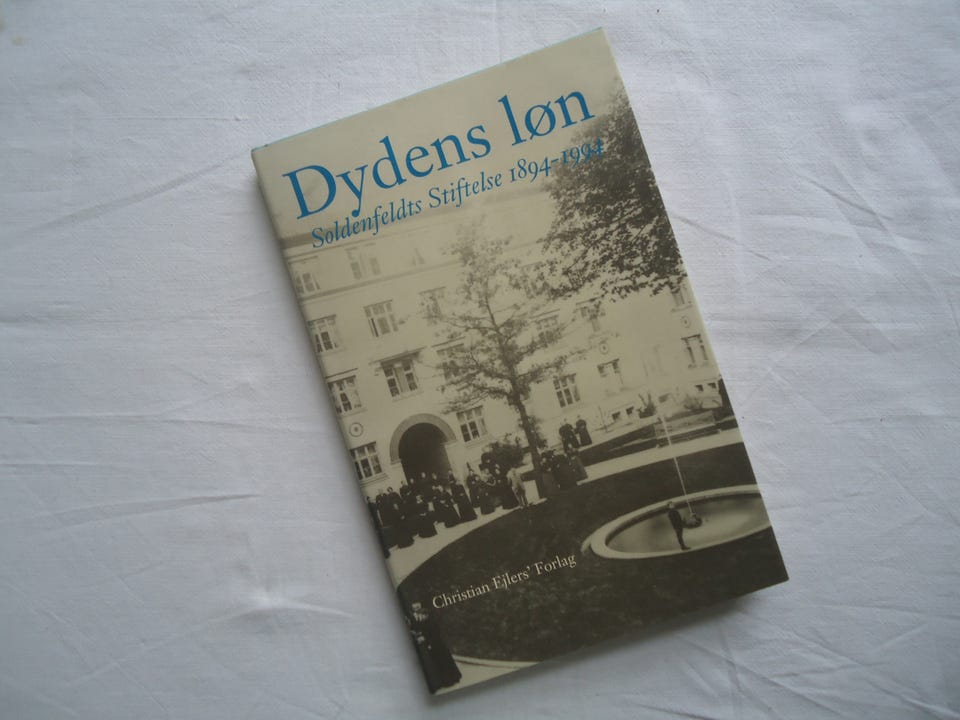 Dydens løn
Soldenfeldts Stiftelse 1894-1994
Christian Ejlers' Forlag